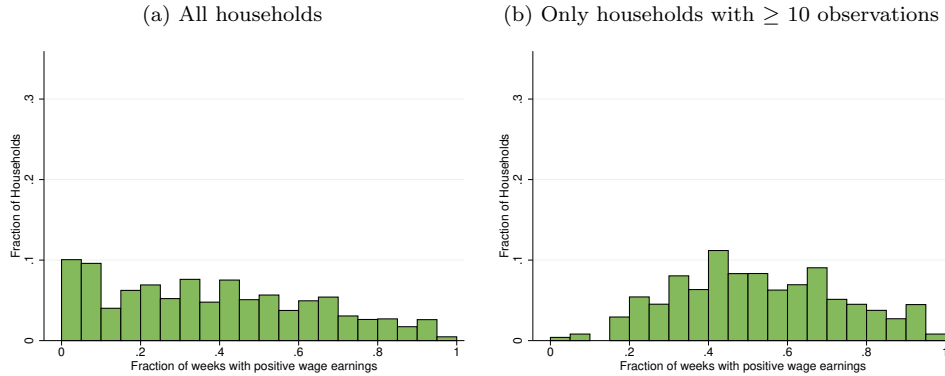 (a) All households
(b) Only households with ≥ 10 observations
Fraction of Households
.3
.2
.1
0
0 .2 .4 .6 .8 1
Fraction of weeks with positive wage earnings
Fraction of Households
.3
.2
.1
0
0 .2 .4 .6 .8 1
Fraction of weeks with positive wage earnings